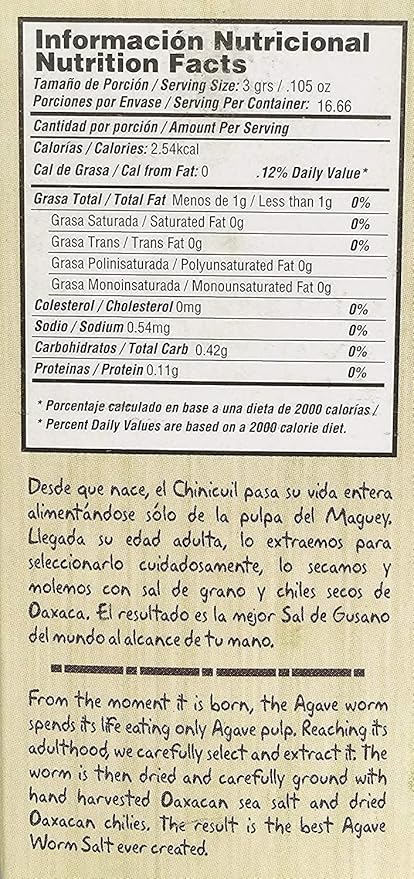 Información Nutricional
Nutrition Facts
Tamaño de Porción / Serving Size: 3 grs / .105 oz
Porciones por Envase / Serving Per Container: 16.66
Cantidad por porción / Amount Per Serving
Calorías / Calories: 2.54kcal
Cal de Grasa / Cal from Fat: 0 .12% Daily Value*
Grasa Total / Total Fat Menos de 1g / Less than 1g 0%
Grasa Saturada / Saturated Fat 0g 0%
Grasa Trans / Trans Fat 0g 0%
Grasa Polinisaturada / Polyunsaturated Fat 0g
Grasa Monoinsaturada / Monounsaturated Fat 0g
Colesterol / Cholesterol 0mg 0%
Sodio / Sodium 0.54mg 0%
Carbohidratos / Total Carb 0.42g 0%
Proteinas / Protein 0.11g 0%
* Porcentaje calculado en base a una dieta de 2000 calorías /
* Percent Daily Values are based on a 2000 calorie diet.
Desde que nace, el Chinicuil pasa su vida entera
alimentándose sólo de la pulpa del Maguey.
Llegada su edad adulta, lo extraemos para
seleccionarlo cuidadosamente, lo secamos y
molemos con sal de grano y chiles secos de
Oaxaca. El resultado es la mejor Sal de Gusano
del mundo al alcance de tu mano.
From the moment it is born, the Agave worm
spends its life eating only Agave pulp. Reaching its
adulthood, we carefully select and extract it. The
worm is then dried and carefully ground with
hand harvested Oaxacan sea salt and dried
Oaxacan chilies. The result is the best Agave
Worm Salt ever created.